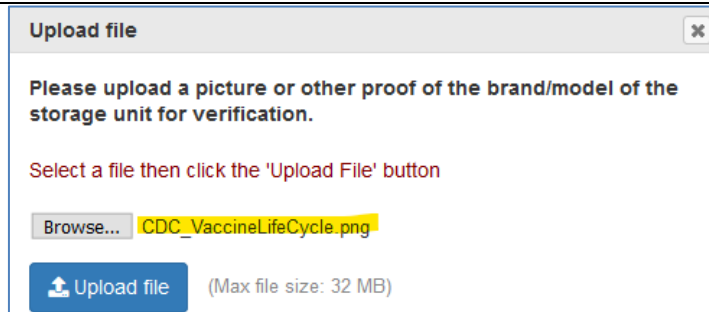 Upload file
Please upload a picture or other proof of the brand/model of the
storage unit for verification.
Select a file then click the 'Upload File' button
Browse... CDC_VaccineLifeCycle.png
Upload file (Max file size: 32 MB)